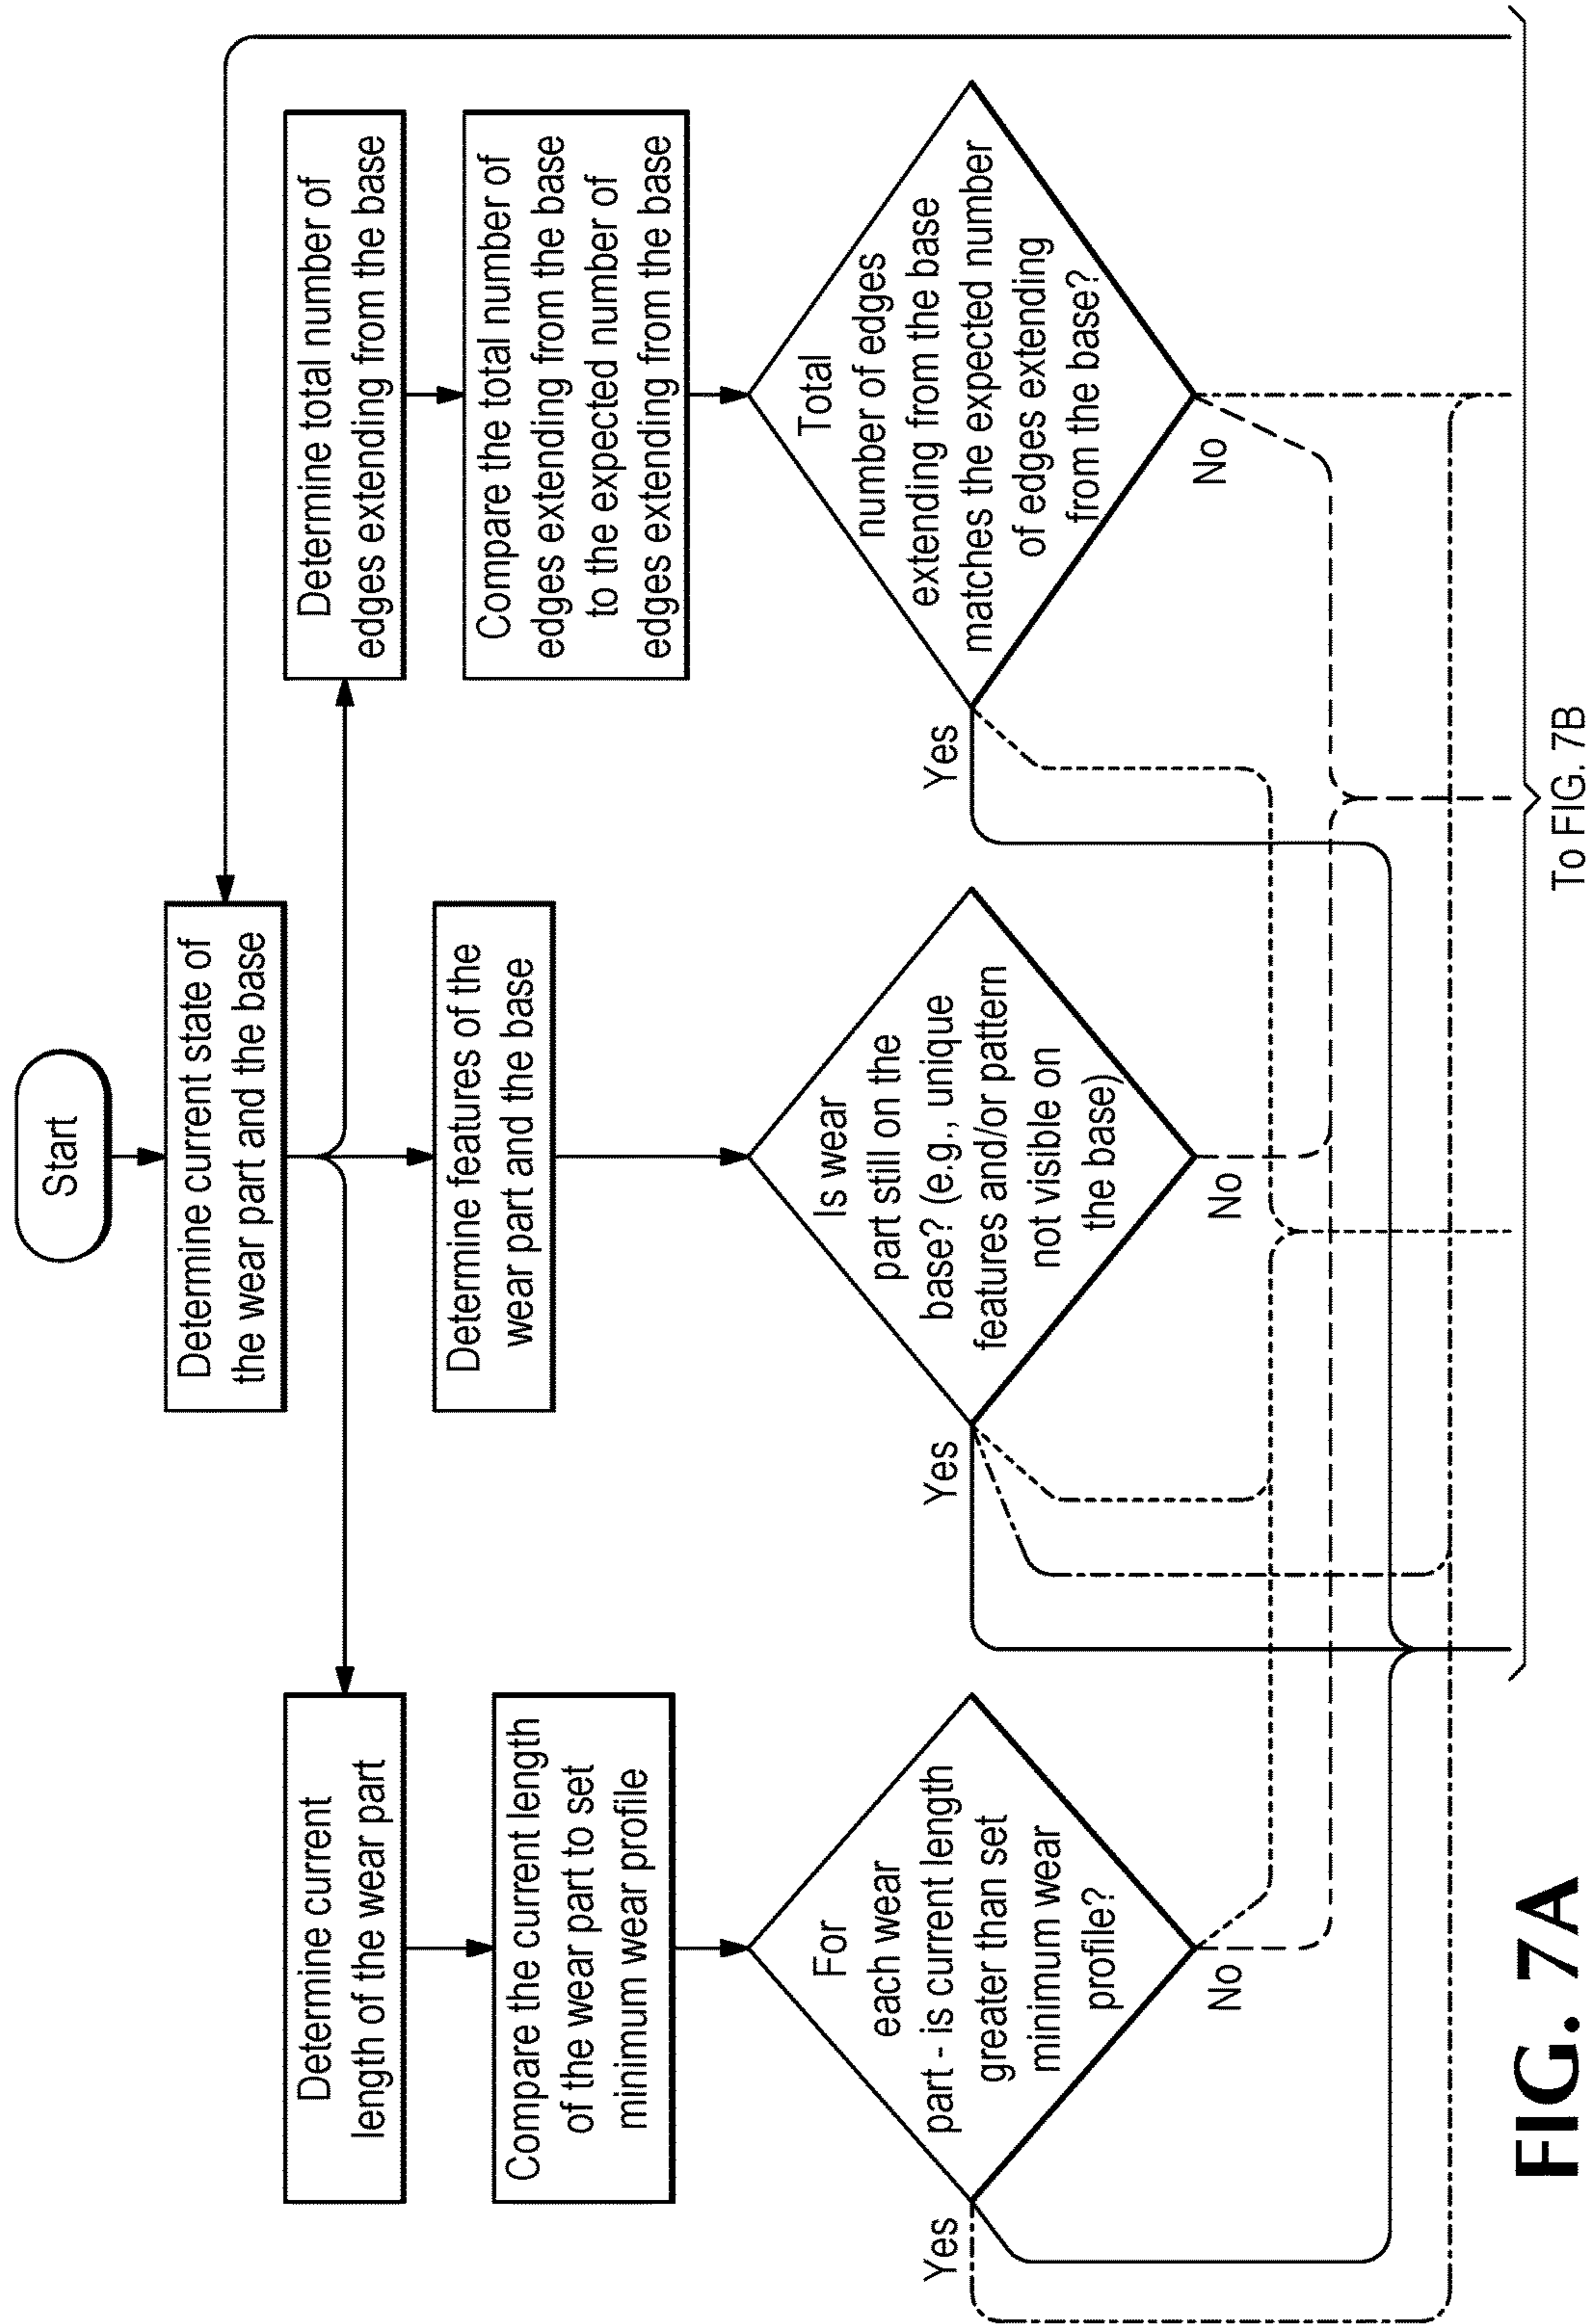 Start
Determine current state of
the wear part and the base
Determine current
length of the wear part
Compare the current length
of the wear part to set
minimum wear profile
For
each wear
part - is current length
greater than set
minimum wear
profile?
Yes
No
Determine features of the
wear part and the base
Is wear
part still on the
base? (e.g., unique
features and/or pattern
not visible on
the base)
Yes
No
Determine total number of
edges extending from the base
Compare the total number of
edges extending from the base
to the expected number of
edges extending from the base
Total
number of edges
extending from the base
matches the expected number
of edges extending
from the base?
Yes
No
To FIG. 7B
FIG. 7A